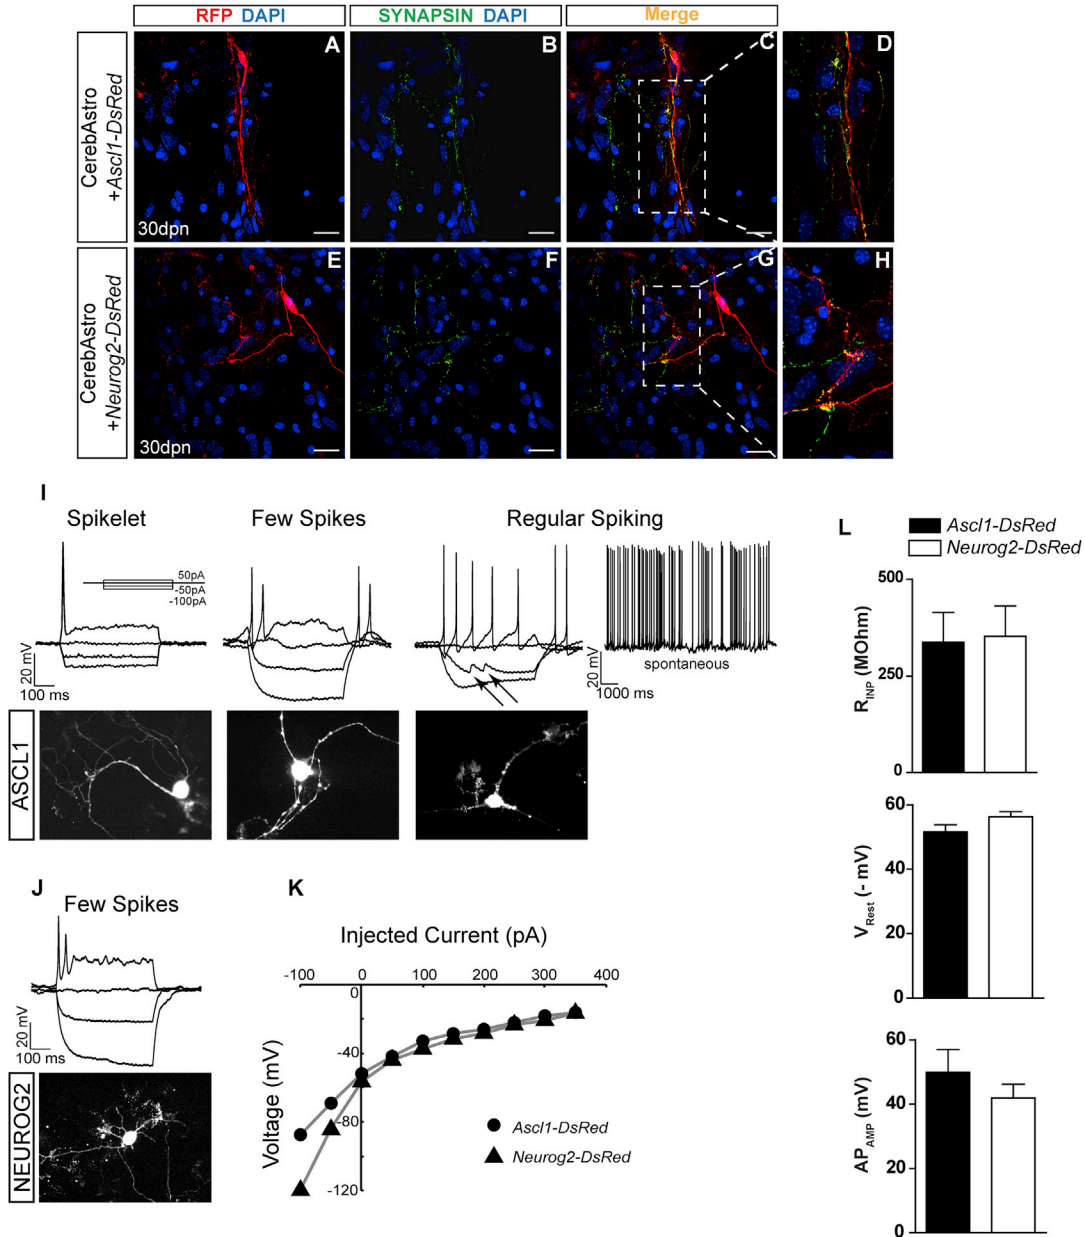 RFP DAPI
SYNAPSIN DAPI
Merge
CerebAstro
+Ascl1-DsRed
A
30dpn
B
C
D
CerebAstro
+Neurog2-DsRed
E
30dpn
F
G
H
I
Spikelet
Few Spikes
Regular Spiking
50pA
-50pA
-100pA
20 mV
100 ms
20 mV
1000 ms
spontaneous
ASCL1
J
Few Spikes
20 mV
100 ms
NEUROG2
K
Injected Current (pA)
-100 0 100 200 300 400
0
-40
-80
-120
Voltage (mV)
Ascl1-DsRed
Neurog2-DsRed
L
Ascl1-DsRed
Neurog2-DsRed
500
250
0
RINP (MOhm)
60
40
20
0
VRest (- mV)
60
40
20
0
APAMP (mV)